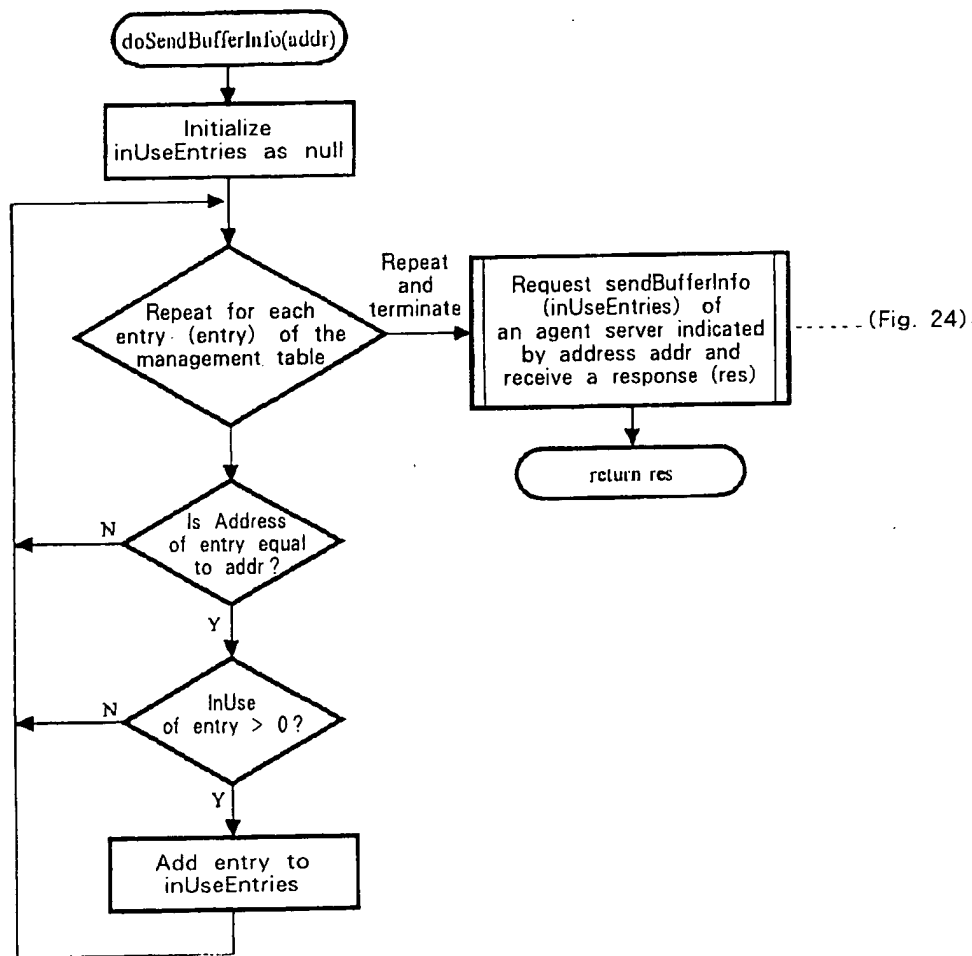 doSendBufferInfo(addr)
Initialize
inUseEntries as null
Repeat for each
entry (entry) of the
management table
Repeat
and
terminate
Request sendBufferInfo
(inUseEntries) of
an agent server indicated
by address addr and
receive a response (res)
(Fig. 24)
return res
Is Address
of entry equal
to addr?
N
Y
InUse
of entry > 0?
N
Y
Add entry to
inUseEntries